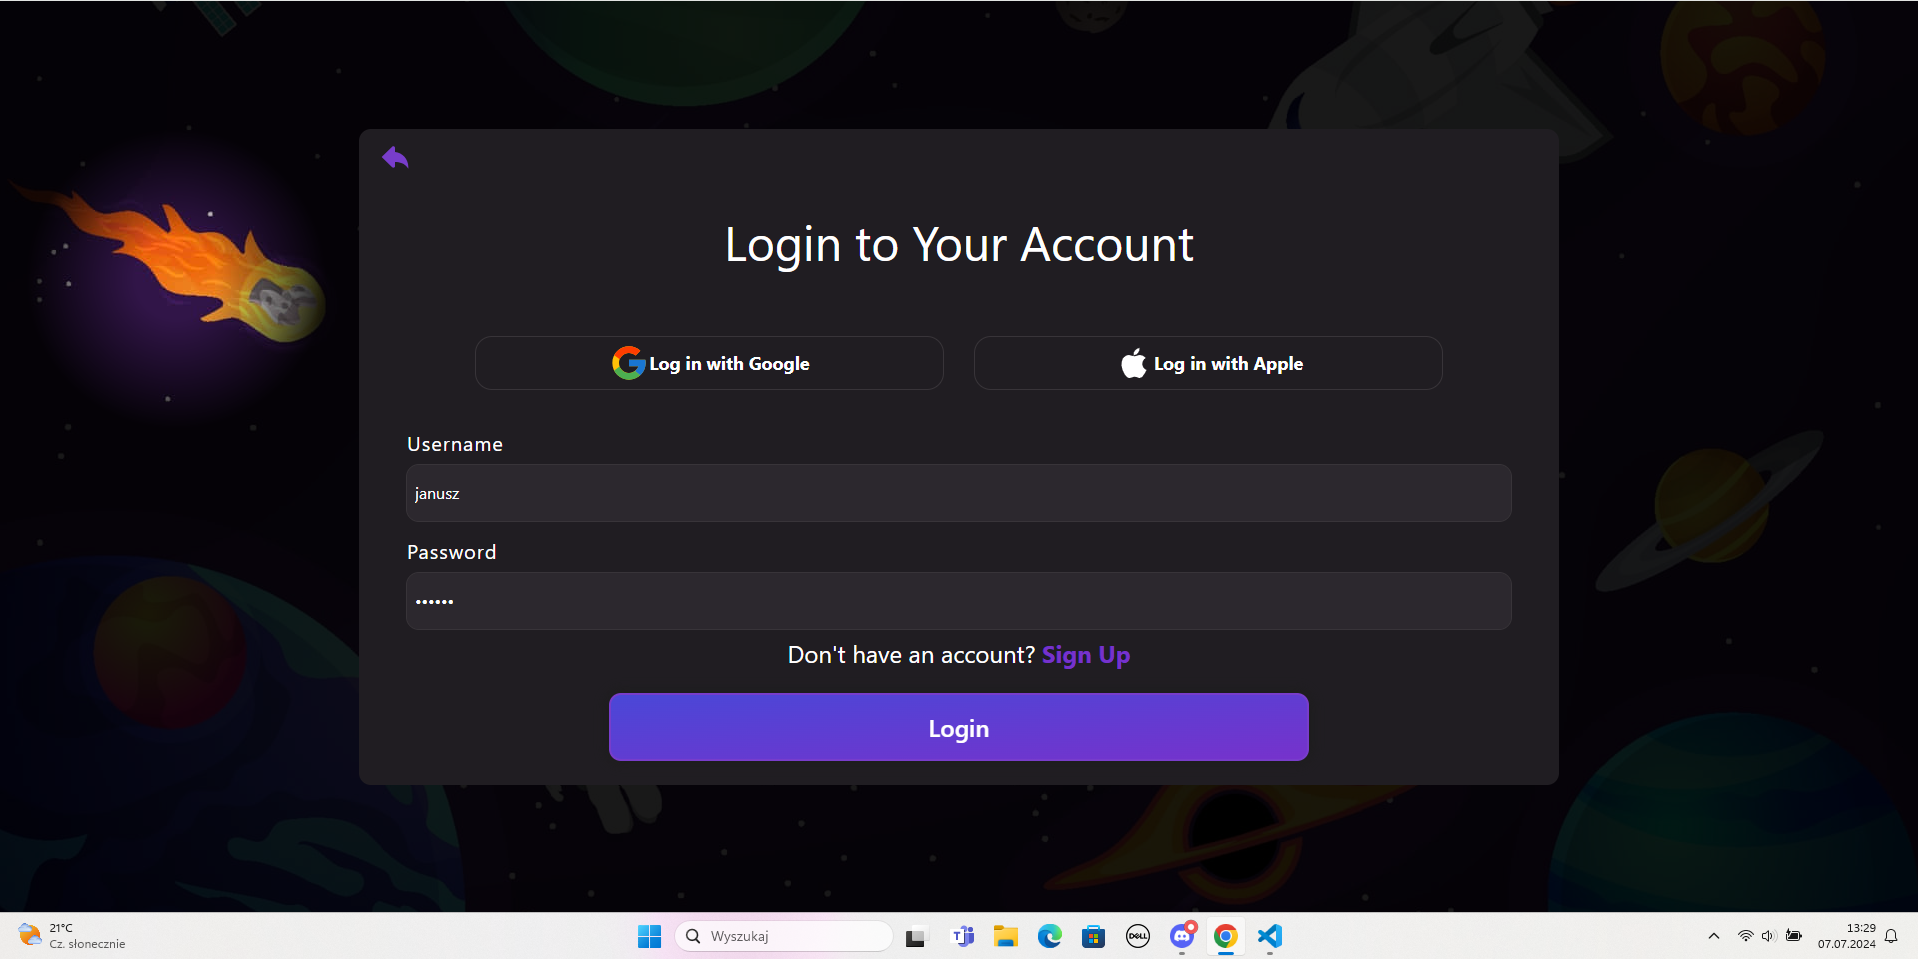 Login to Your Account
Log in with Google
Log in with Apple
Username
janusz
Password
••••••
Don't have an account? Sign Up
Login
21°C
Cz. słonecznie
Wyszukaj
DELL
13:29
07.07.2024